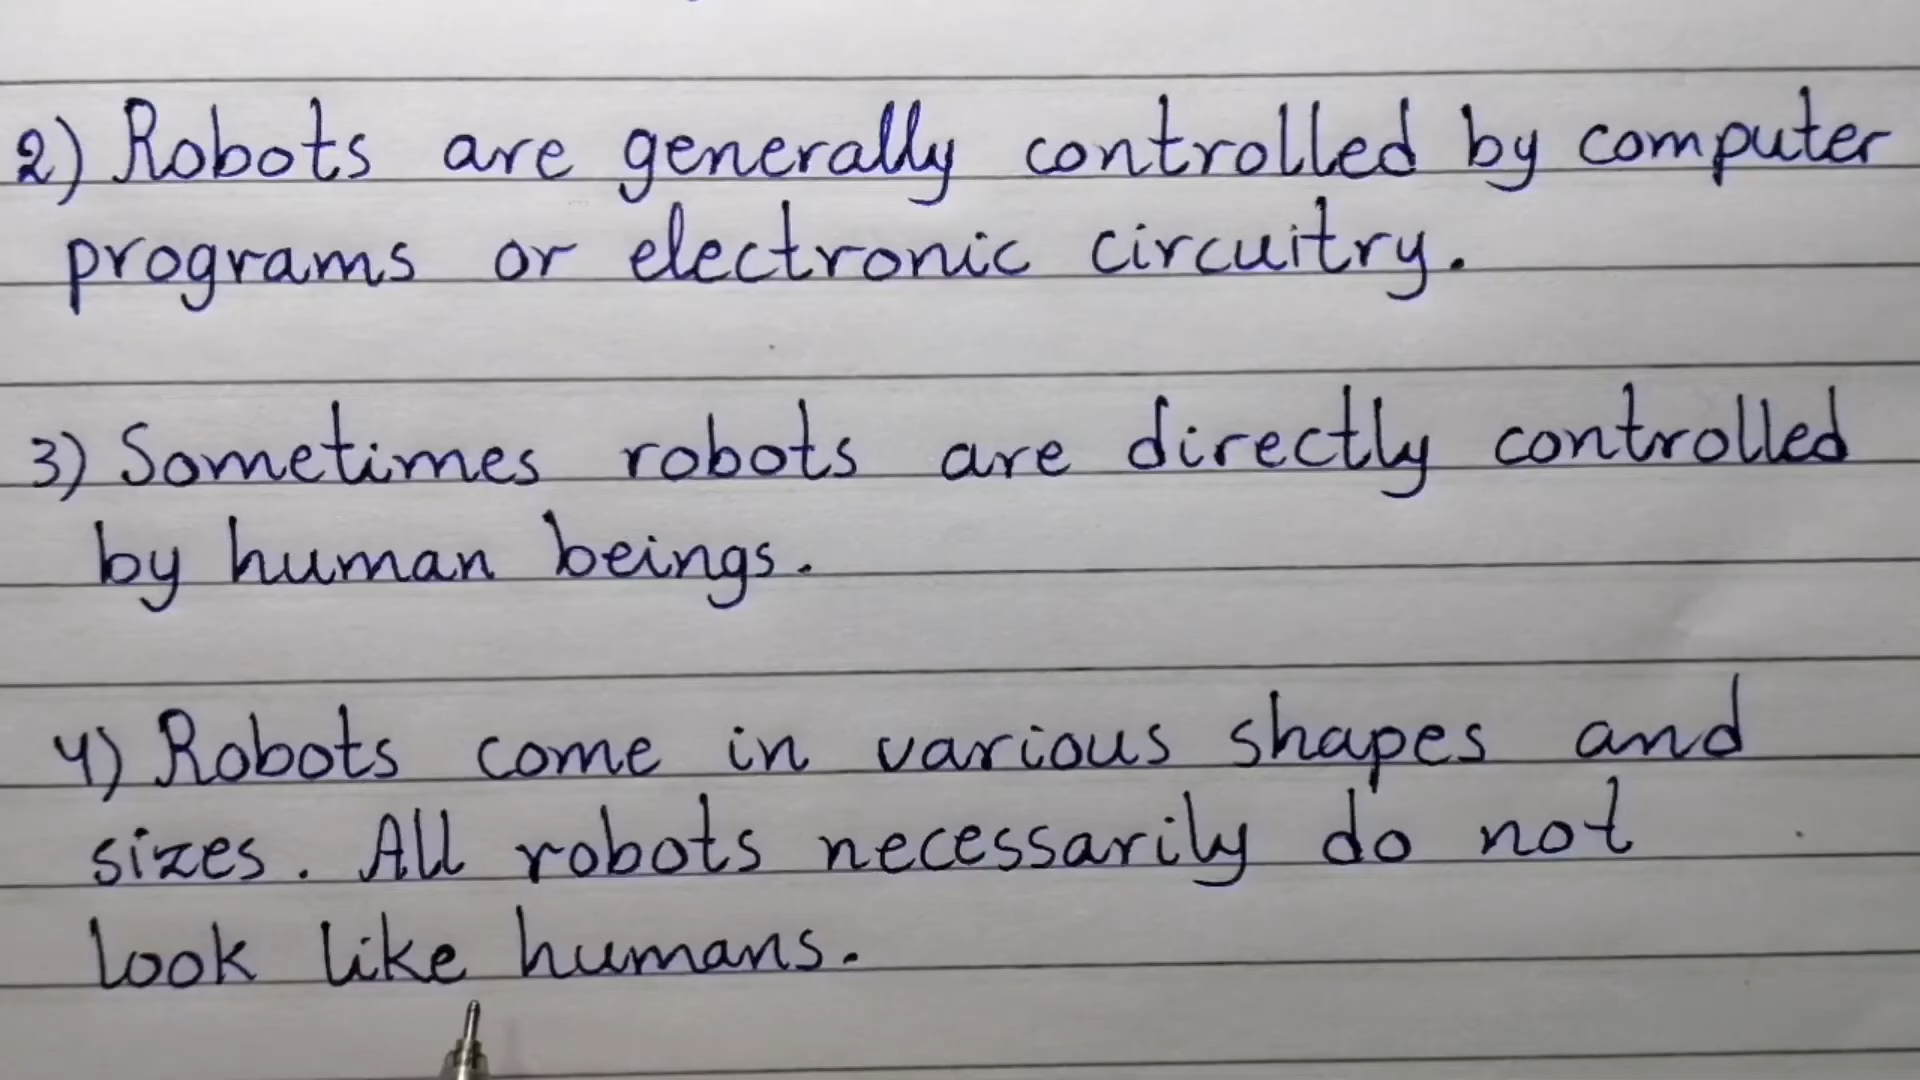 2) Robots are generally controlled by computer
programs or electronic circuitry.
3) Sometimes robots are directly controlled
by human beings.
4) Robots come in various shapes and
sizes. All robots necessarily do not
look like humans.